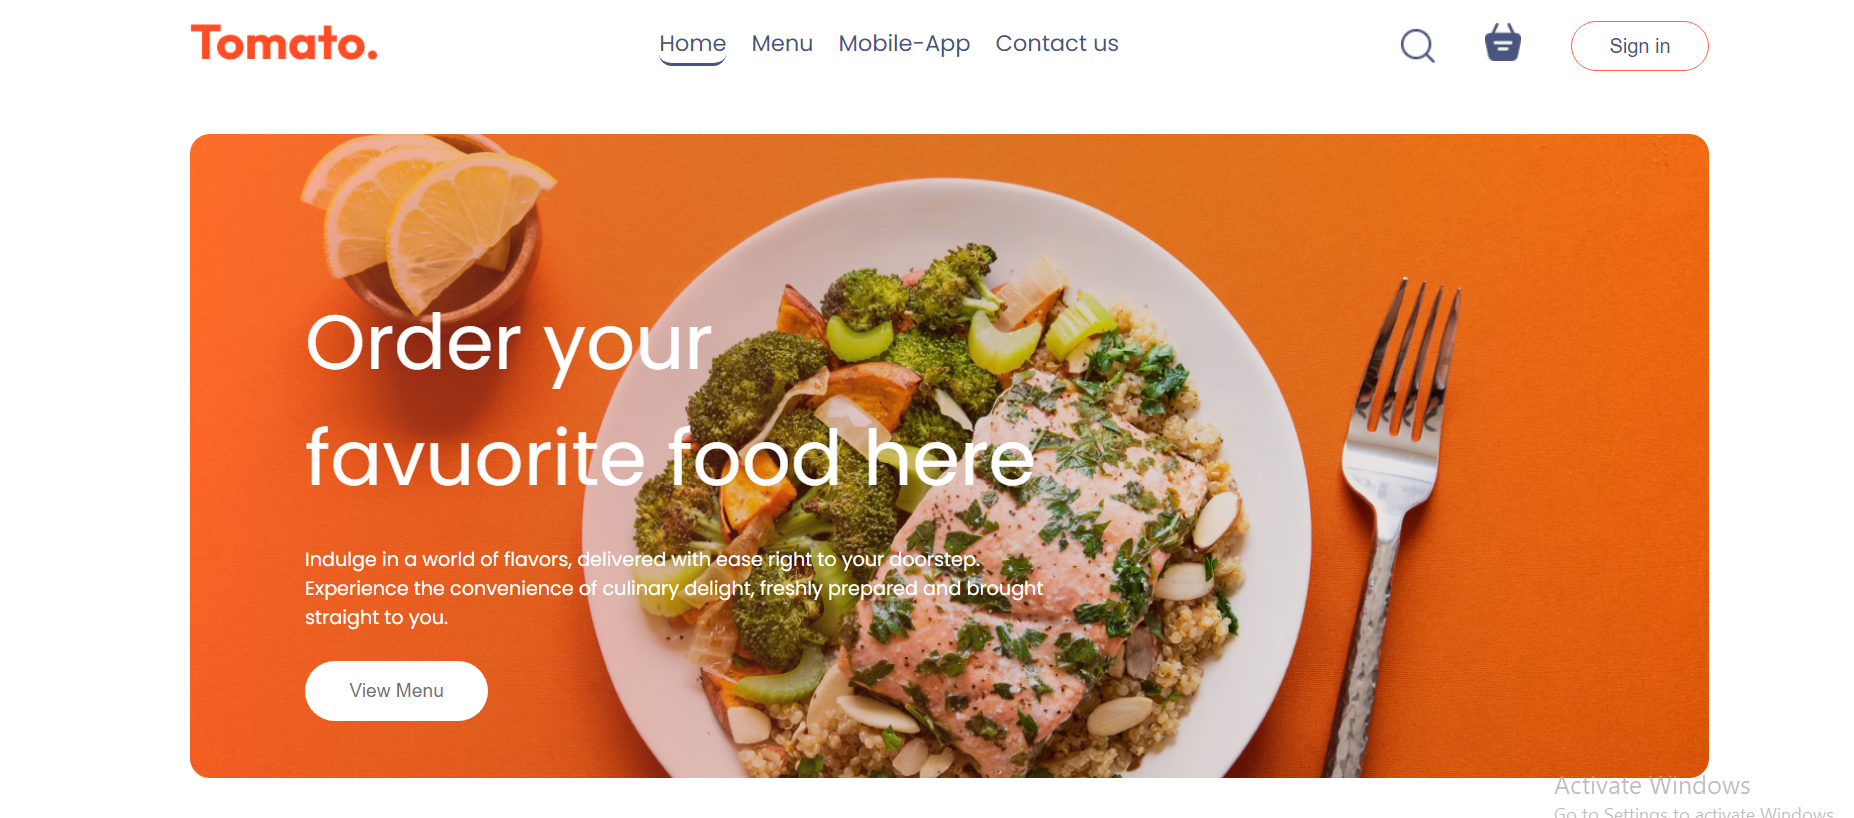 Tomato.
Home Menu Mobile-App Contact us
Sign in
Order your
favuorite food here
Indulge in a world of flavors, delivered with ease right to your doorstep.
Experience the convenience of culinary delight, freshly prepared and brought
straight to you.
View Menu
Activate Windows
Go to Settings to activate Windows.